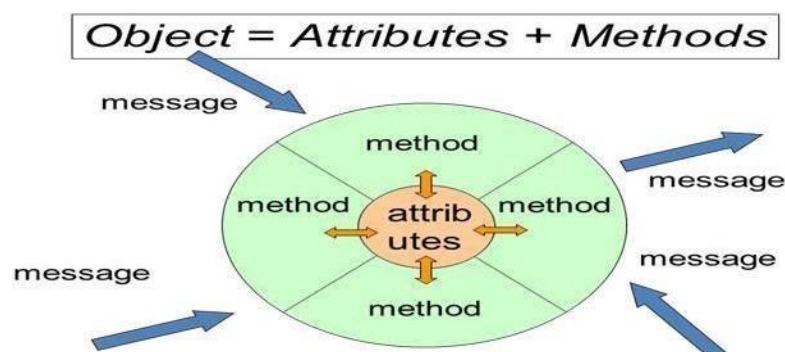 Object = Attributes + Methods
message
method
message
method
attrib
utes
method
message
message
method